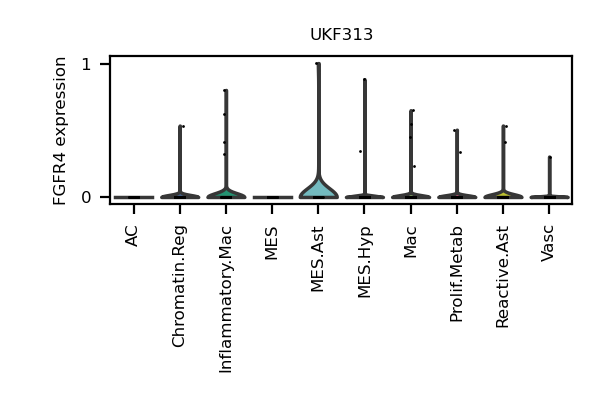 UKF313
FGFR4 expression
1
0
AC
Chromatin.Reg
Inflammatory.Mac
MES
MES.Ast
MES.Hyp
Mac
Prolif.Metab
Reactive.Ast
Vasc